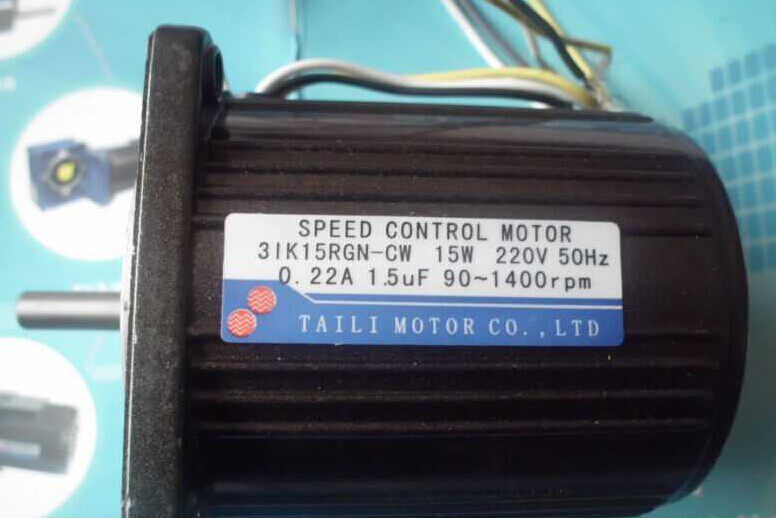 SPEED CONTROL MOTOR
3IK15RGN-CW 15W 220V 50Hz
0.22A 1.5uF 90~1400rpm
TAILI MOTOR CO.,LTD